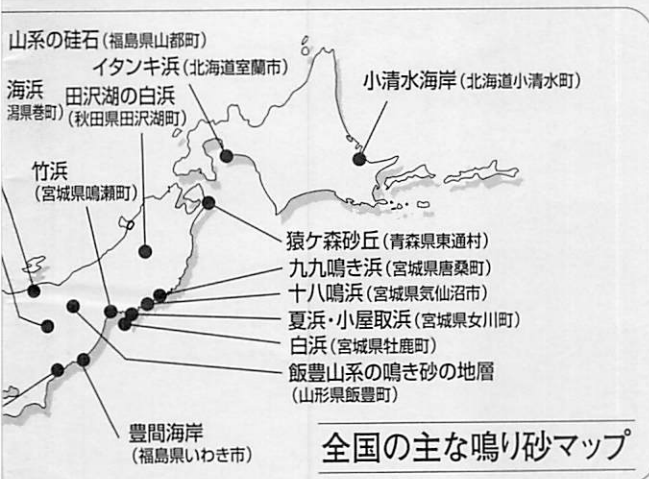 山系の硅石(福島県山都町)
イタンキ浜(北海道室蘭市)
小清水海岸(北海道小清水町)
海浜
潟県巻町)
田沢湖の白浜
(秋田県田沢湖町)
竹浜
(宮城県鳴瀬町)
猿ケ森砂丘(青森県東通村)
九九鳴き浜(宮城県唐桑町)
十八鳴浜(宮城県気仙沼市)
夏浜・小屋取浜(宮城県女川町)
白浜(宮城県牡鹿町)
飯豊山系の鳴き砂の地層
(山形県飯豊町)
豊間海岸
(福島県いわき市)
全国の主な鳴り砂マップ